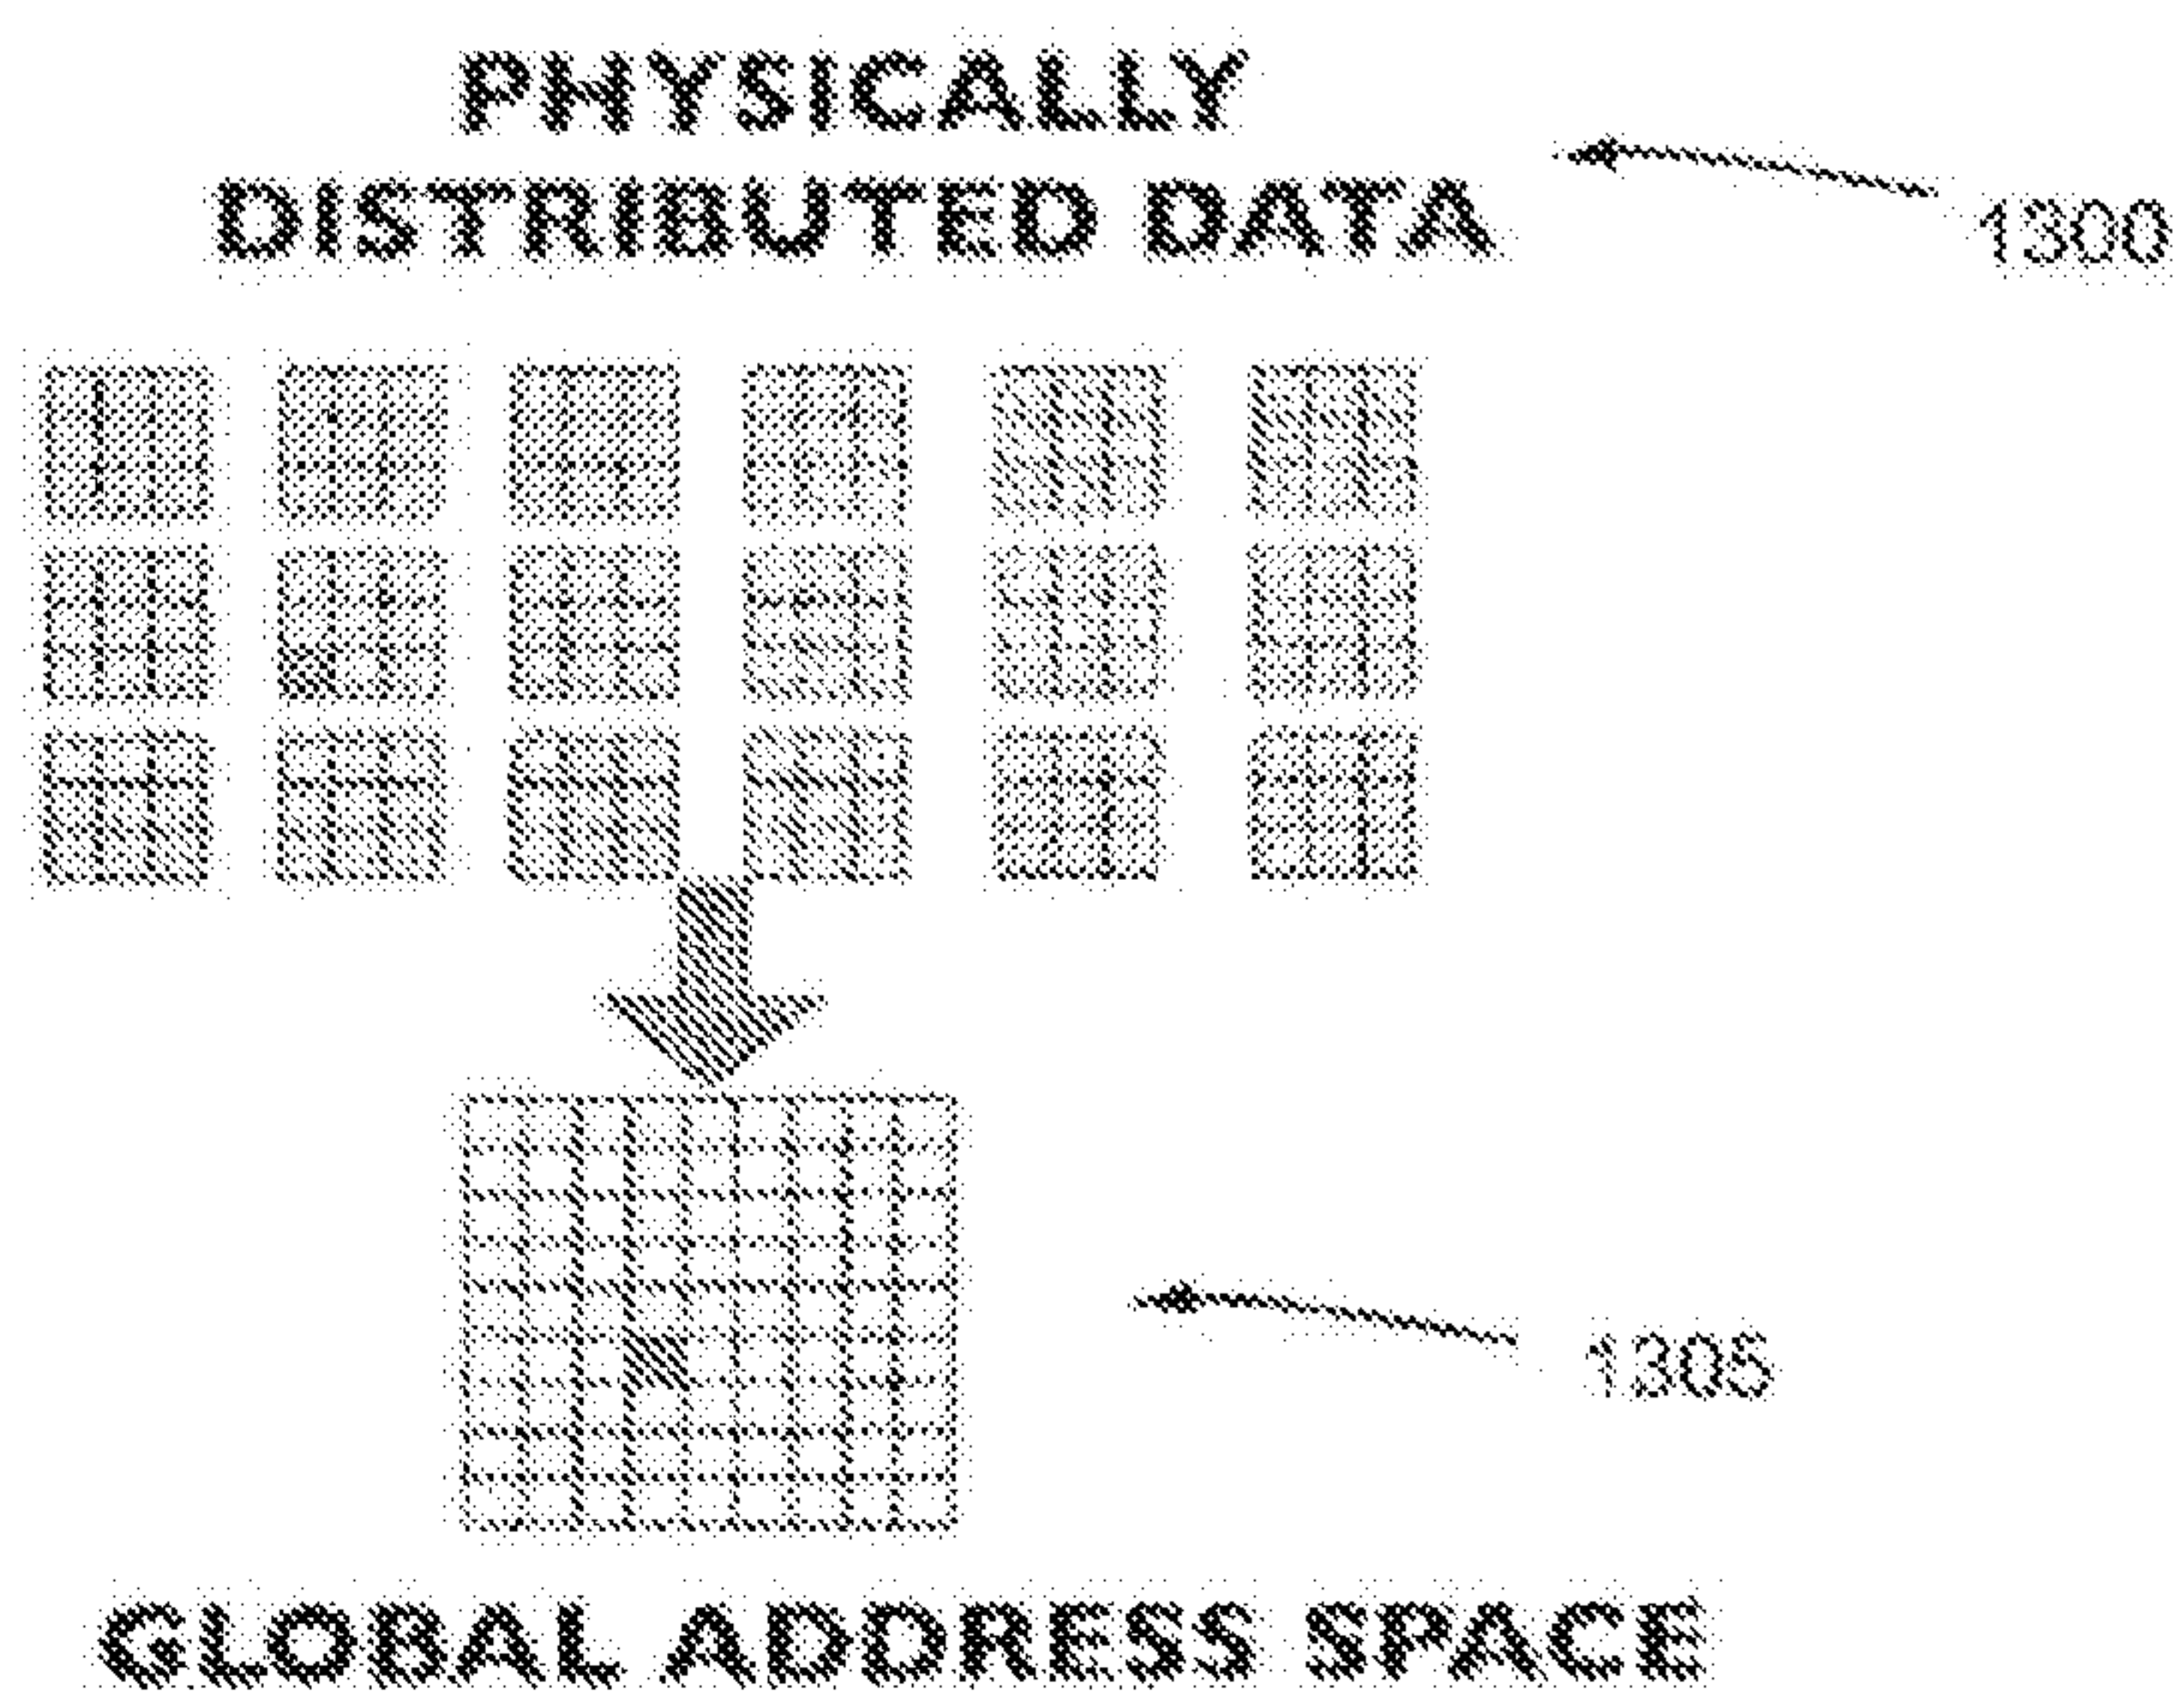 PHYSICALLY
DISTRIBUTED DATA
1300
1305
GLOBAL ADDRESS SPACE